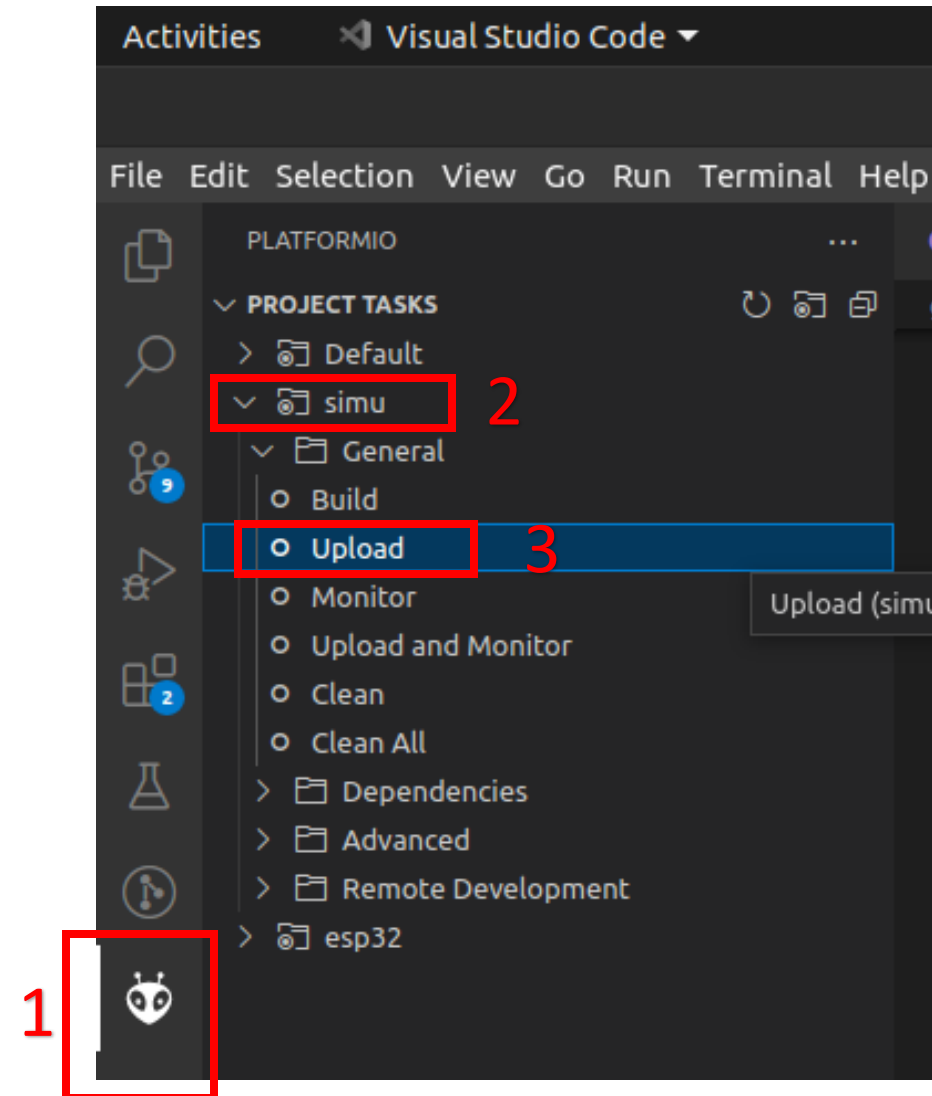 Activities Visual Studio Code
File Edit Selection View Go Run Terminal Help
PLATFORMIO ...
PROJECT TASKS
Default
simu 2
General
9
Build
Upload 3
Monitor Upload (simu
Upload and Monitor
Clean
2
Clean All
Dependencies
Advanced
Remote Development
esp32
1